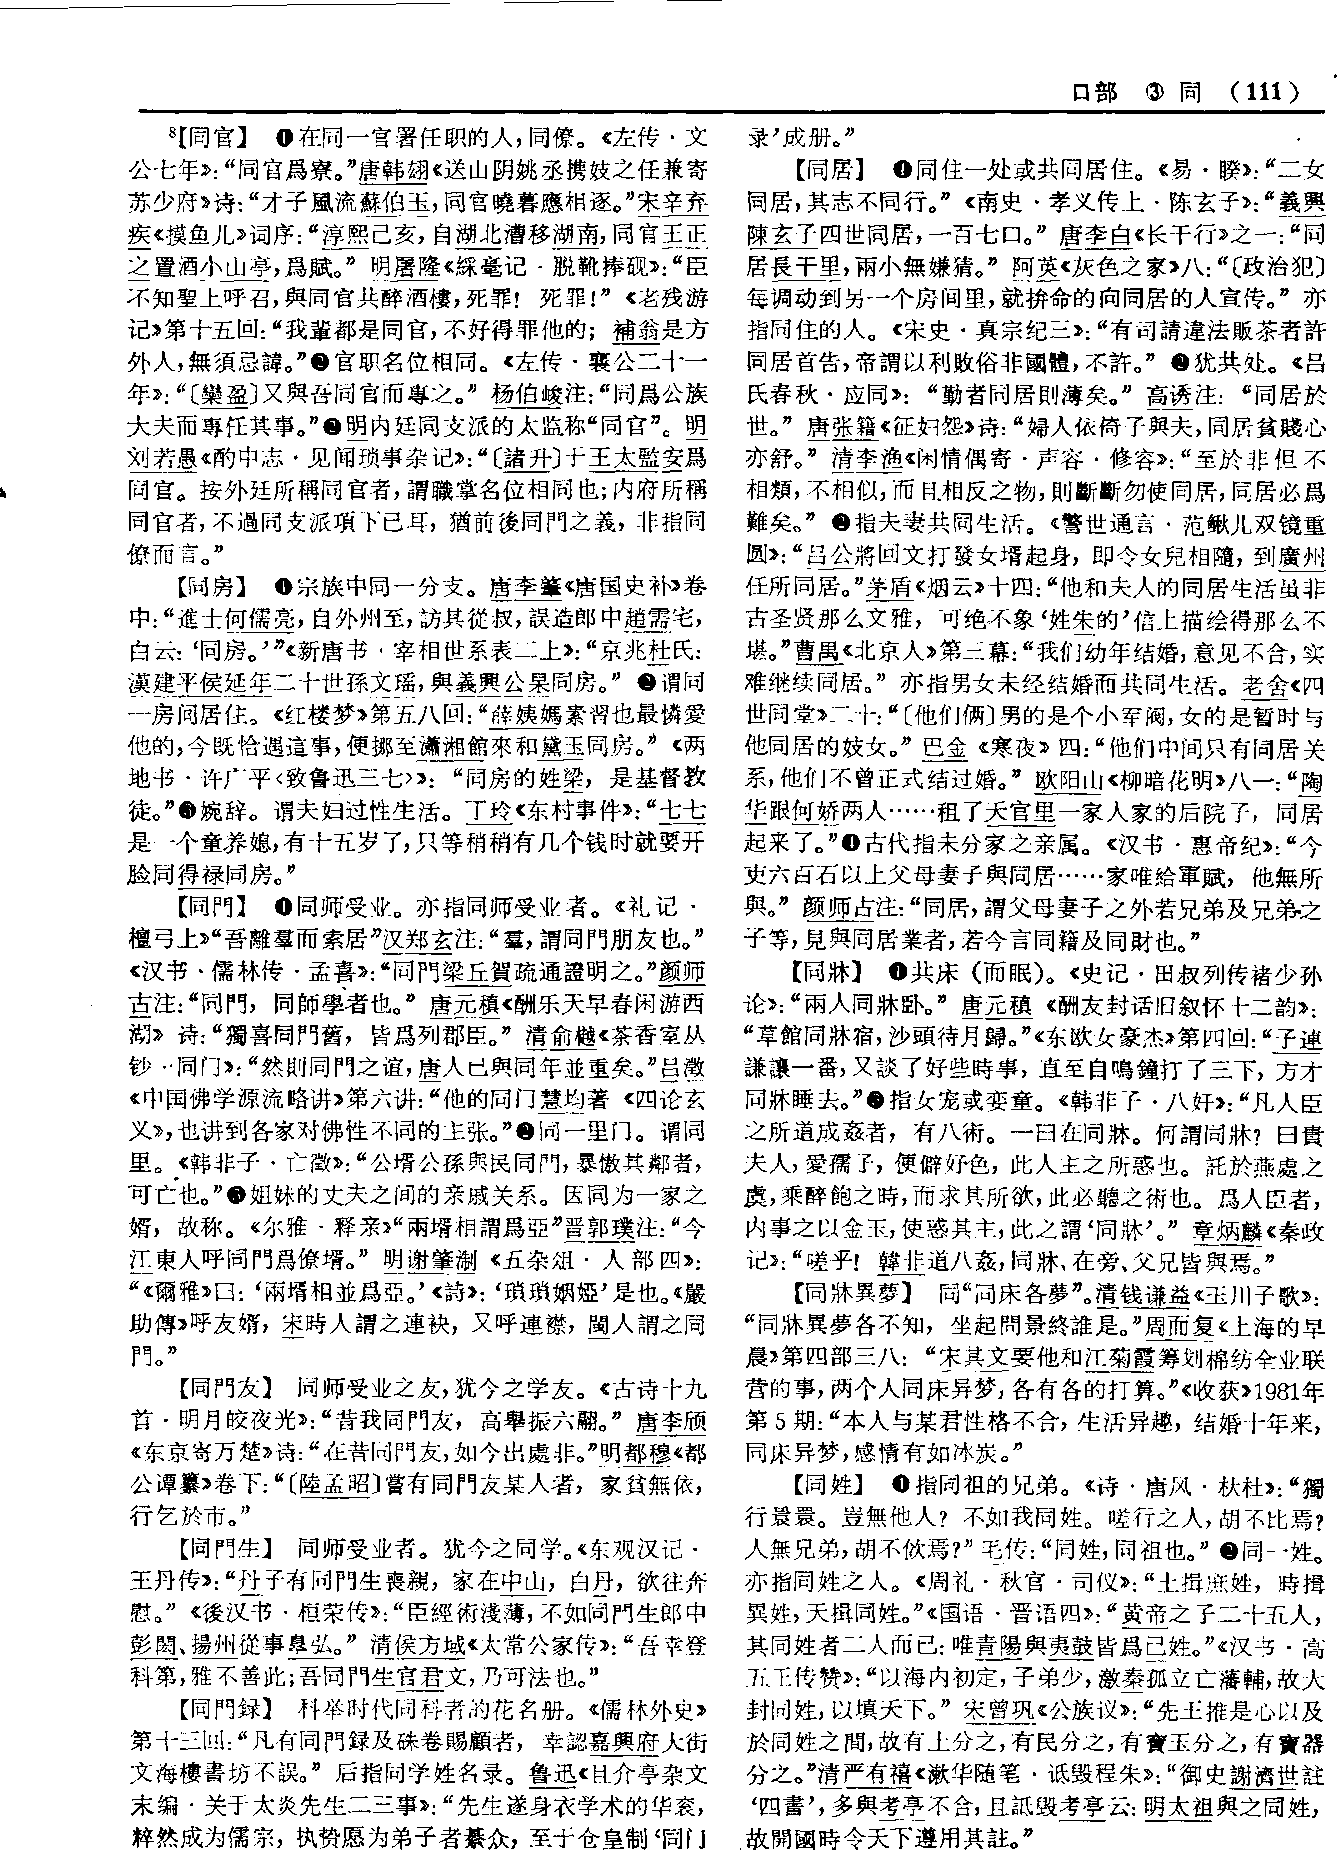 口部 ③ 同 (111)
⁸【同官】 ❶在同一官署任职的人,同僚。《左传·文
公七年》:“同官爲寮。”唐韩翃《送山阴姚丞携妓之任兼寄
苏少府》诗:“才子風流蘇伯玉,同官曉暮應相逐。”宋辛弃
疾《摸鱼儿》词序:“淳熙己亥,自湖北漕移湖南,同官王正
之置酒小山亭,爲賦。” 明屠隆《綵毫记·脱靴捧砚》:“臣
不知聖上呼召,與同官共醉酒樓,死罪! 死罪!”《老残游
记》第十五回:“我輩都是同官,不好得罪他的; 補翁是方
外人,無須忌諱。”❷官职名位相同。《左传·襄公二十一
年》:“〔欒盈〕又與吾同官而專之。” 杨伯峻注:“同爲公族
大夫而專任其事。”❸明内廷同支派的太监称“同官”。明
刘若愚《酌中志·见闻琐事杂记》:“〔諸升〕于王太監安爲
同官。按外廷所稱同官者,謂職掌名位相同也;内府所稱
同官者,不過同支派項下已耳,猶前後同門之義,非指同
僚而言。”
【同房】 ❶宗族中同一分支。唐李肇《唐国史补》卷
中:“進士何儒亮,自外州至,訪其從叔,誤造郎中趙需宅,
白云:‘同房。’”《新唐书·宰相世系表二上》:“京兆杜氏:
漢建平侯延年二十世孫文瑶,與義興公杲同房。” ❷谓同
一房间居住。《红楼梦》第五八回:“薛姨媽素習也最憐愛
他的,今既恰遇這事,便挪至瀟湘館來和黛玉同房。”《两
地书·许广平〈致鲁迅三七〉》:“同房的姓梁,是基督教
徒。”❸婉辞。谓夫妇过性生活。丁玲《东村事件》:“七七
是一个童养媳,有十五岁了,只等稍稍有几个钱时就要开
脸同得禄同房。”
【同門】 ❶同师受业。亦指同师受业者。《礼记·
檀弓上》“吾離羣而索居”汉郑玄注:“羣,謂同門朋友也。”
《汉书·儒林传·孟喜》:“同門梁丘賀疏通證明之。”颜师
古注:“同門,同師學者也。” 唐元稹《酬乐天早春闲游西
湖》诗:“獨喜同門舊,皆爲列郡臣。” 清俞樾《茶香室丛
钞·同门》:“然則同門之誼,唐人已與同年並重矣。”吕澂
《中国佛学源流略讲》第六讲:“他的同门慧均著《四论玄
义》,也讲到各家对佛性不同的主张。”❷同一里门。谓同
里。《韩非子·亡徵》:“公壻公孫與民同門,暴慠其鄰者,
可亡也。”❸姐妹的丈夫之间的亲戚关系。因同为一家之
婿,故称。《尔雅·释亲》“兩壻相謂爲亞”晋郭璞注:“今
江東人呼同門爲僚壻。” 明谢肇淛《五杂俎·人部四》:
“《爾雅》曰:‘兩壻相並爲亞。’《詩》:‘瑣瑣姻婭’是也。《嚴
助傳》呼友婿,宋時人謂之連袂,又呼連襟,閩人謂之同
門。”
【同門友】 同师受业之友,犹今之学友。《古诗十九
首·明月皎夜光》:“昔我同門友,高舉振六翮。” 唐李颀
《东京寄万楚》诗:“在昔同門友,如今出處非。”明都穆《都
公谭纂》卷下:“〔陸孟昭〕嘗有同門友某人者,家貧無依,
行乞於市。”
【同門生】 同师受业者。犹今之同学。《东观汉记·
王丹传》:“丹子有同門生喪親,家在中山,白丹,欲往奔
慰。”《後汉书·桓荣传》:“臣經術淺薄,不如同門生郎中
彭閎、揚州從事皋弘。” 清侯方域《太常公家传》:“吾幸登
科第,雅不善此;吾同門生官君文,乃可法也。”
【同門録】 科举时代同科者的花名册。《儒林外史》
第十三回:“凡有同門録及硃卷賜顧者,幸認嘉興府大街
文海樓書坊不誤。” 后指同学姓名录。鲁迅《且介亭杂文
末编·关于太炎先生二三事》:“先生遂身衣学术的华衮,
粹然成为儒宗,执贽愿为弟子者綦众,至于仓皇制‘同门
录’成册。”
【同居】 ❶同住一处或共同居住。《易·睽》:“二女
同居,其志不同行。”《南史·孝义传上·陈玄子》:“義興
陳玄子四世同居,一百七口。” 唐李白《长干行》之一:“同
居長干里,兩小無嫌猜。” 阿英《灰色之家》八:“〔政治犯〕
每调动到另一个房间里,就拚命的向同居的人宣传。” 亦
指同住的人。《宋史·真宗纪三》:“有司請違法販茶者許
同居首告,帝謂以利敗俗非國體,不許。” ❷犹共处。《吕
氏春秋·应同》:“勤者同居則薄矣。” 高诱注:“同居於
世。” 唐张籍《征妇怨》诗:“婦人依倚子與夫,同居貧賤心
亦舒。” 清李渔《闲情偶寄·声容·修容》:“至於非但不
相類,不相似,而且相反之物,則斷斷勿使同居,同居必爲
難矣。” ❸指夫妻共同生活。《警世通言·范鳅儿双镜重
圆》:“吕公將回文打發女壻起身,即令女兒相隨,到廣州
任所同居。”茅盾《烟云》十四:“他和夫人的同居生活虽非
古圣贤那么文雅,可绝不象‘姓朱的’信上描绘得那么不
堪。”曹禺《北京人》第三幕:“我们幼年结婚,意见不合,实
难继续同居。” 亦指男女未经结婚而共同生活。老舍《四
世同堂》二十:“〔他们俩〕男的是个小军阀,女的是暂时与
他同居的妓女。” 巴金《寒夜》四:“他们中间只有同居关
系,他们不曾正式结过婚。” 欧阳山《柳暗花明》八一:“陶
华跟何娇两人……租了天官里一家人家的后院了,同居
起来了。”❹古代指未分家之亲属。《汉书·惠帝纪》:“今
吏六百石以上父母妻子與同居……家唯給軍賦,他無所
與。” 颜师古注:“同居,謂父母妻子之外若兄弟及兄弟之
子等,見與同居業者,若今言同籍及同財也。”
【同牀】 ❶共床(而眠)。《史记·田叔列传褚少孙
论》:“兩人同牀卧。” 唐元稹《酬友封话旧叙怀十二韵》:
“草館同牀宿,沙頭待月歸。”《东欧女豪杰》第四回:“子連
謙讓一番,又談了好些時事,直至自鳴鐘打了三下,方才
同牀睡去。”❷指女宠或娈童。《韩非子·八奸》:“凡人臣
之所道成姦者,有八術。一曰在同牀。何謂同牀?曰貴
夫人,愛孺子,便僻好色,此人主之所惑也。託於燕處之
虞,乘醉飽之時,而求其所欲,此必聽之術也。爲人臣者,
内事之以金玉,使惑其主,此之謂‘同牀’。” 章炳麟《秦政
记》:“嗟乎! 韓非道八姦,同牀、在旁、父兄皆與焉。”
【同牀異夢】 同“同床各夢”。清钱谦益《玉川子歌》:
“同牀異夢各不知,坐起問景終誰是。”周而复《上海的早
晨》第四部三八:“宋其文要他和江菊霞筹划棉纺全业联
营的事,两个人同床异梦,各有各的打算。”《收获》1981年
第5期:“本人与某君性格不合,生活异趣,结婚十年来,
同床异梦,感情有如冰炭。”
【同姓】 ❶指同祖的兄弟。《诗·唐风·杕杜》:“獨
行睘睘。豈無他人? 不如我同姓。嗟行之人,胡不比焉?
人無兄弟,胡不佽焉?”毛传:“同姓,同祖也。” ❷同一姓。
亦指同姓之人。《周礼·秋官·司仪》:“土揖庶姓,時揖
異姓,天揖同姓。”《国语·晋语四》:“黄帝之子二十五人,
其同姓者二人而已:唯青陽與夷鼓皆爲己姓。”《汉书·高
五王传赞》:“以海内初定,子弟少,激秦孤立亡藩輔,故大
封同姓,以填天下。” 宋曾巩《公族议》:“先王推是心以及
於同姓之間,故有土分之,有民分之,有寶玉分之,有寶器
分之。”清严有禧《漱华随笔·诋毁程朱》:“御史謝濟世註
‘四書’,多與考亭不合,且詆毁考亭云:明太祖與之同姓,
故開國時令天下遵用其註。”